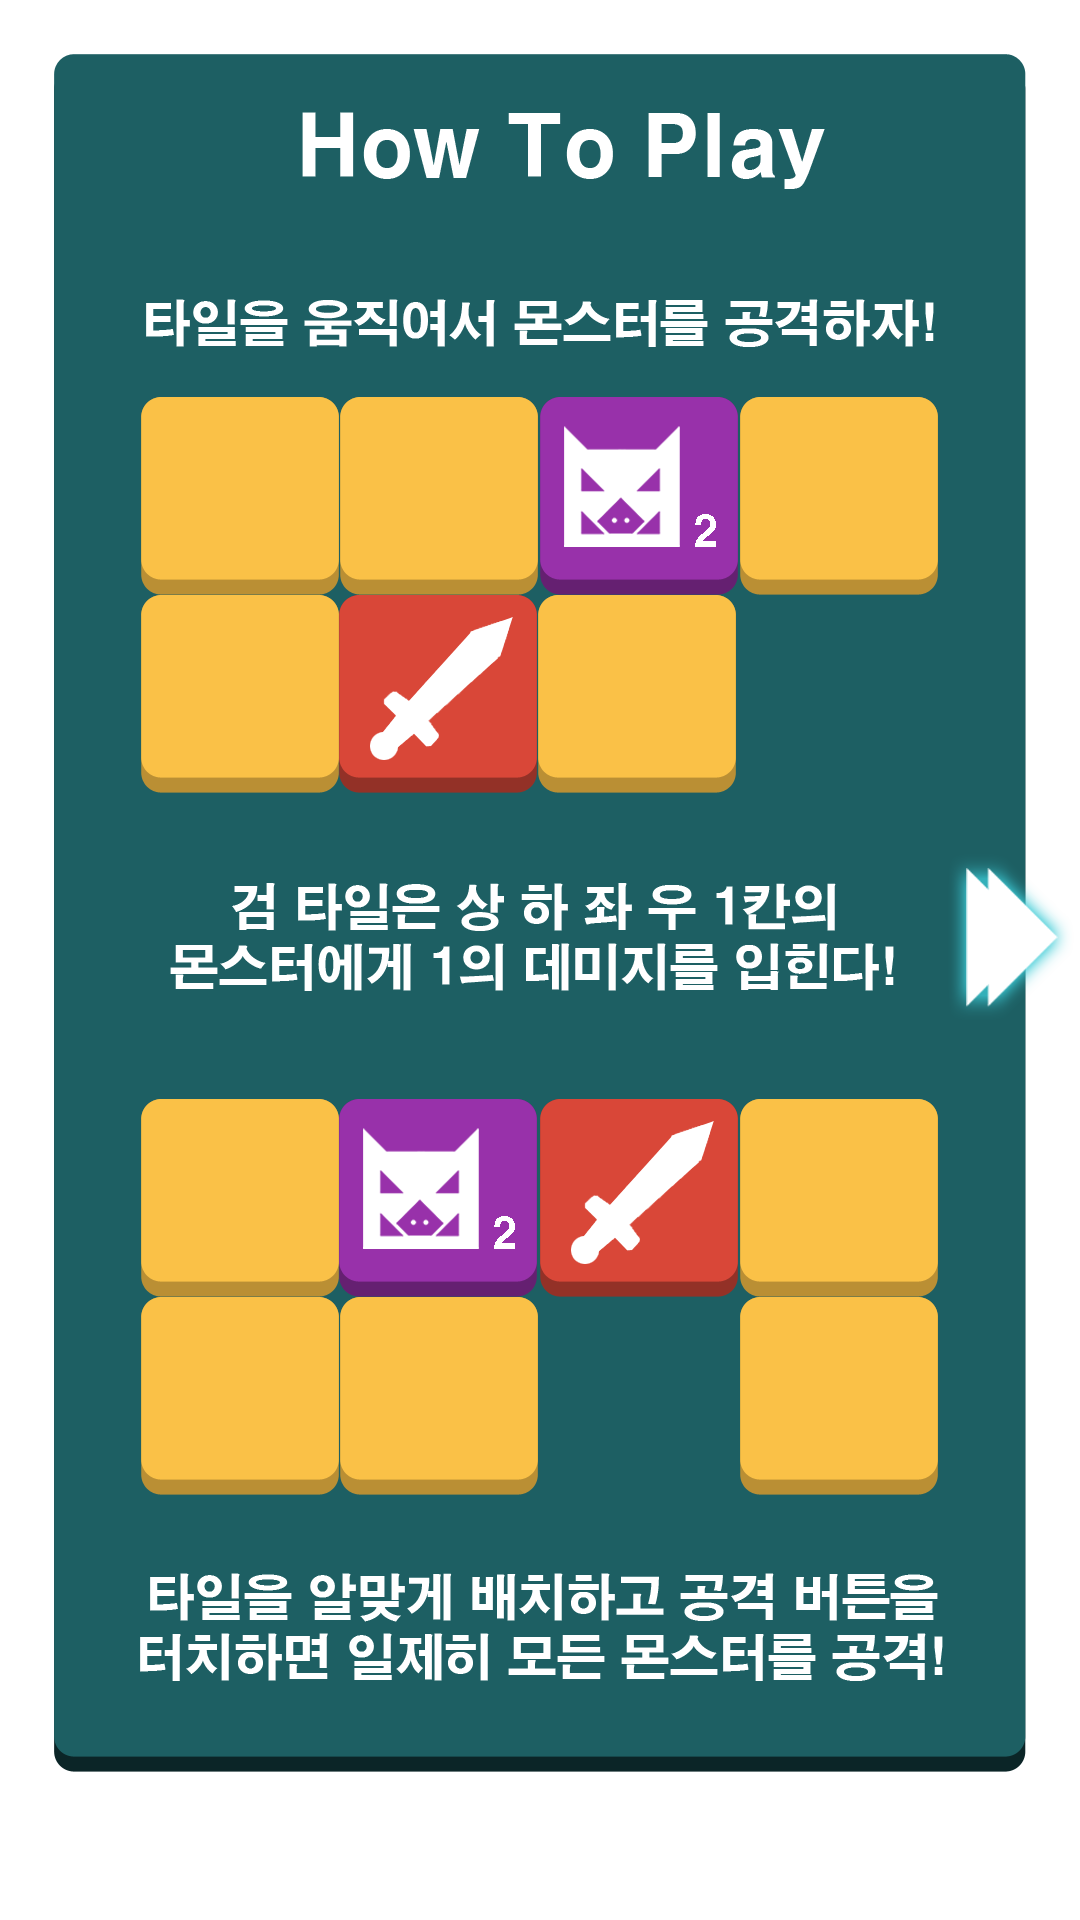 How To Play
타일을 움직여서 몬스터를 공격하자!
2
검 타일은 상 하 좌 우 1칸의
몬스터에게 1의 데미지를 입힌다!
2
타일을 알맞게 배치하고 공격 버튼을
터치하면 일제히 모든 몬스터를 공격!